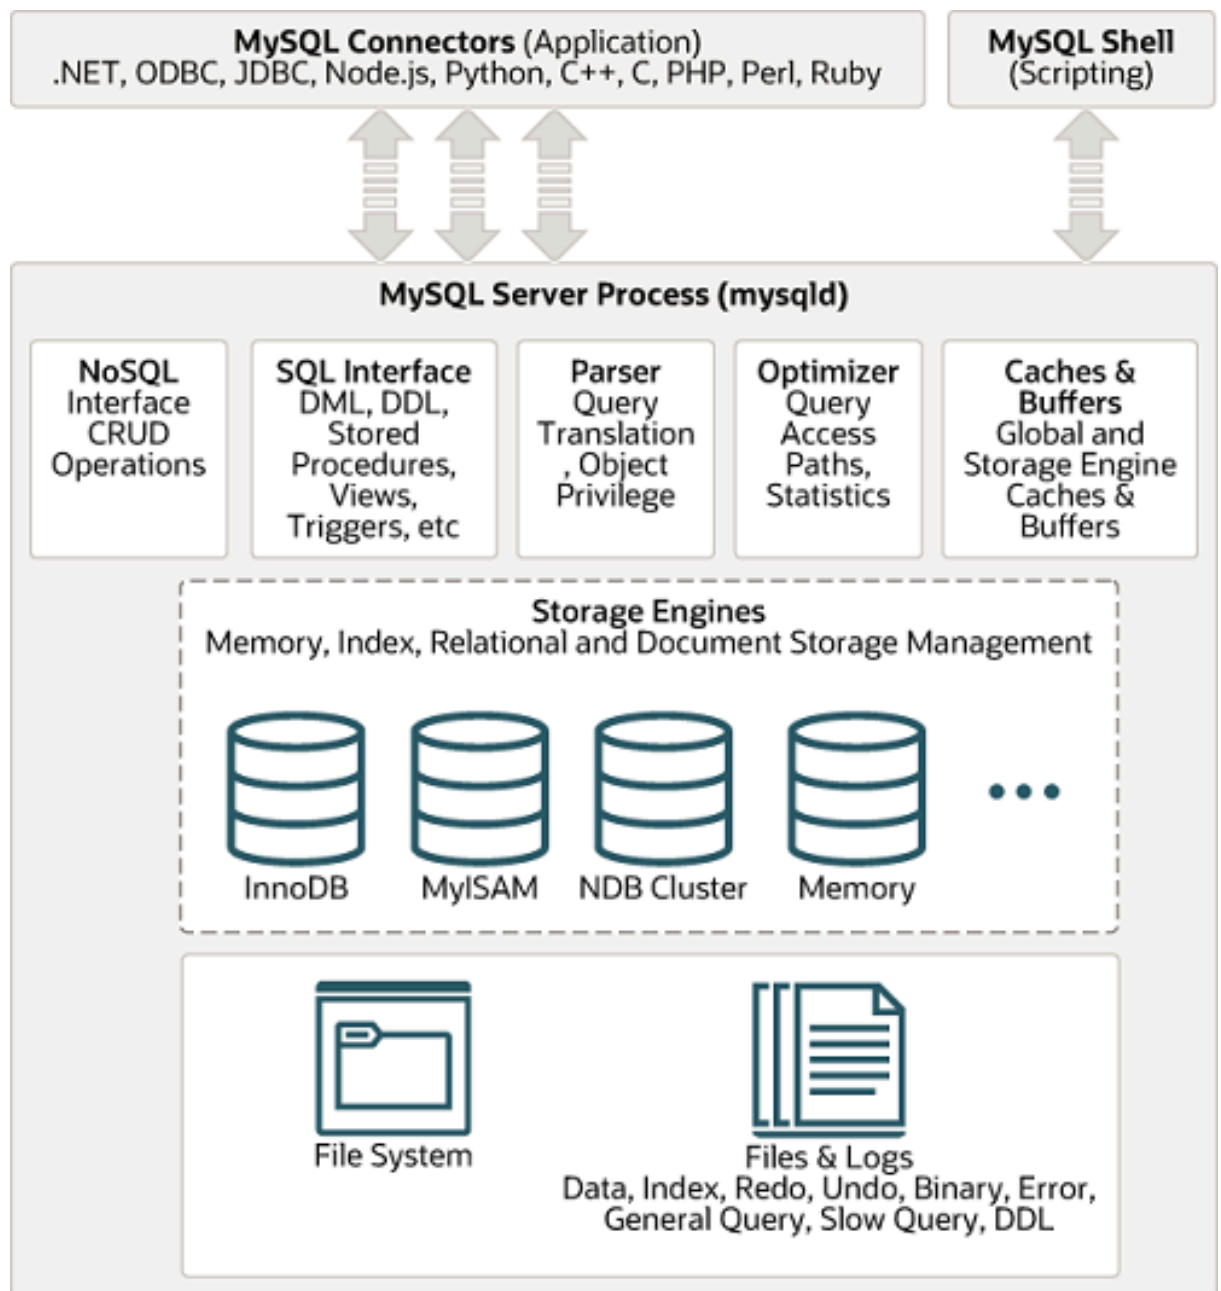 MySQL Connectors (Application)
.NET, ODBC, JDBC, Node.js, Python, C++, C, PHP, Perl, Ruby
MySQL Shell
(Scripting)
MySQL Server Process (mysqld)
NoSQL
Interface
CRUD
Operations
SQL Interface
DML, DDL,
Stored
Procedures,
Views,
Triggers, etc
Parser
Query
Translation
, Object
Privilege
Optimizer
Query
Access
Paths,
Statistics
Caches &
Buffers
Global and
Storage Engine
Caches &
Buffers
Storage Engines
Memory, Index, Relational and Document Storage Management
InnoDB
MyISAM
NDB Cluster
Memory
File System
Files & Logs
Data, Index, Redo, Undo, Binary, Error,
General Query, Slow Query, DDL